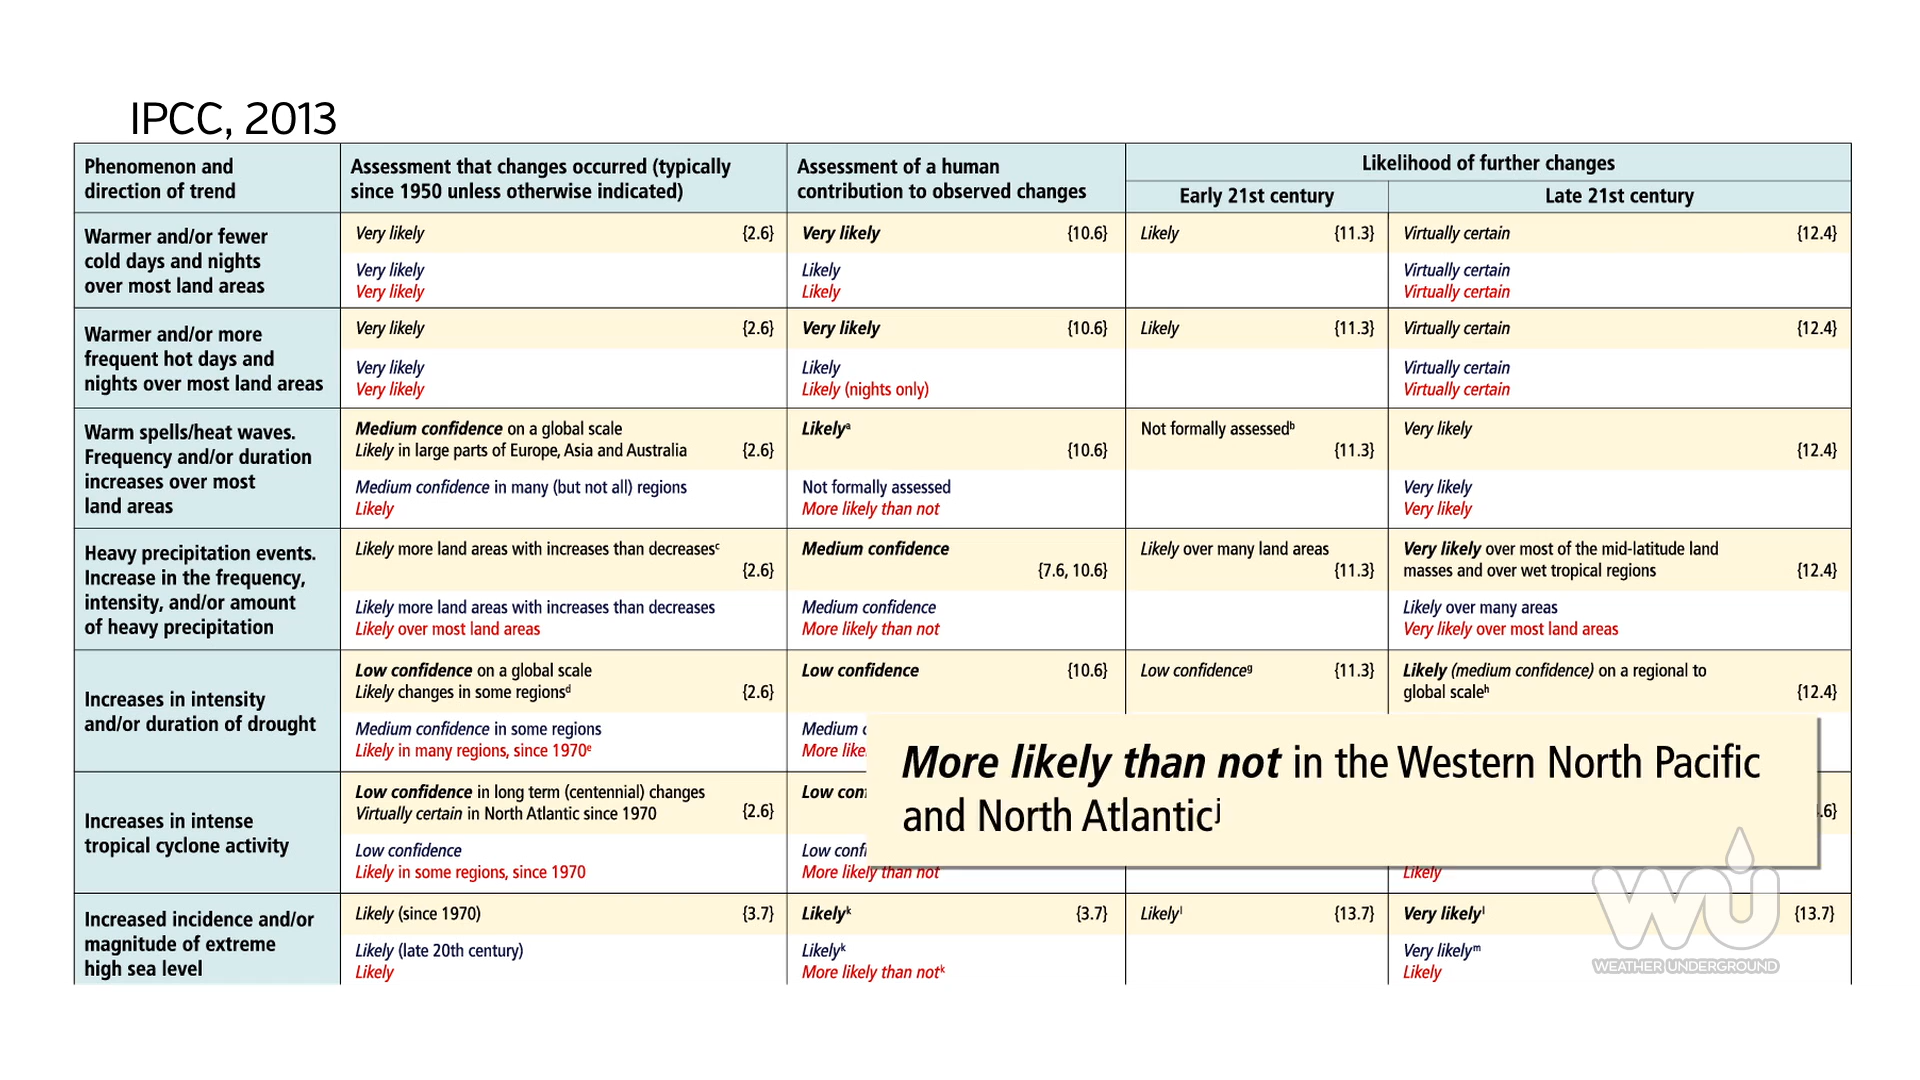 IPCC, 2013
Phenomenon and
direction of trend
Assessment that changes occurred (typically
since 1950 unless otherwise indicated)
Assessment of a human
contribution to observed changes
Likelihood of further changes
Early 21st century
Late 21st century
Warmer and/or fewer
cold days and nights
over most land areas
Very likely {2.6}
Very likely
Very likely
Very likely {10.6}
Likely
Likely
Likely {11.3}
Virtually certain {12.4}
Virtually certain
Virtually certain
Warmer and/or more
frequent hot days and
nights over most land areas
Very likely {2.6}
Very likely
Very likely
Very likely {10.6}
Likely
Likely (nights only)
Likely {11.3}
Virtually certain {12.4}
Virtually certain
Virtually certain
Warm spells/heat waves.
Frequency and/or duration
increases over most
land areas
Medium confidence on a global scale
Likely in large parts of Europe, Asia and Australia {2.6}
Medium confidence in many (but not all) regions
Likely
Likelyᵃ
{10.6}
Not formally assessed
More likely than not
Not formally assessedᵇ
{11.3}
Very likely
{12.4}
Very likely
Very likely
Heavy precipitation events.
Increase in the frequency,
intensity, and/or amount
of heavy precipitation
Likely more land areas with increases than decreasesᶜ
{2.6}
Likely more land areas with increases than decreases
Likely over most land areas
Medium confidence
{7.6, 10.6}
Medium confidence
More likely than not
Likely over many land areas
{11.3}
Very likely over most of the mid-latitude land
masses and over wet tropical regions {12.4}
Likely over many areas
Very likely over most land areas
Increases in intensity
and/or duration of drought
Low confidence on a global scale
Likely changes in some regionsᵈ {2.6}
Medium confidence in some regions
Likely in many regions, since 1970ᵉ
Low confidence {10.6}
Medium
More
Low confidenceᵍ {11.3}
Likely (medium confidence) on a regional to
global scaleʰ {12.4}
More likely than not in the Western North Pacific
and North Atlanticʲ
Increases in intense
tropical cyclone activity
Low confidence in long term (centennial) changes
Virtually certain in North Atlantic since 1970 {2.6}
Low confidence
Likely in some regions, since 1970
Low
Low
More likely than not
Likely
Increased incidence and/or
magnitude of extreme
high sea level
Likely (since 1970) {3.7}
Likely (late 20th century)
Likely
Likelyᵏ {3.7}
Likelyᵏ
More likely than notᵏ
Likelyˡ {13.7}
Very likelyˡ {13.7}
Very likelyᵐ
Likely
WU
WEATHER UNDERGROUND